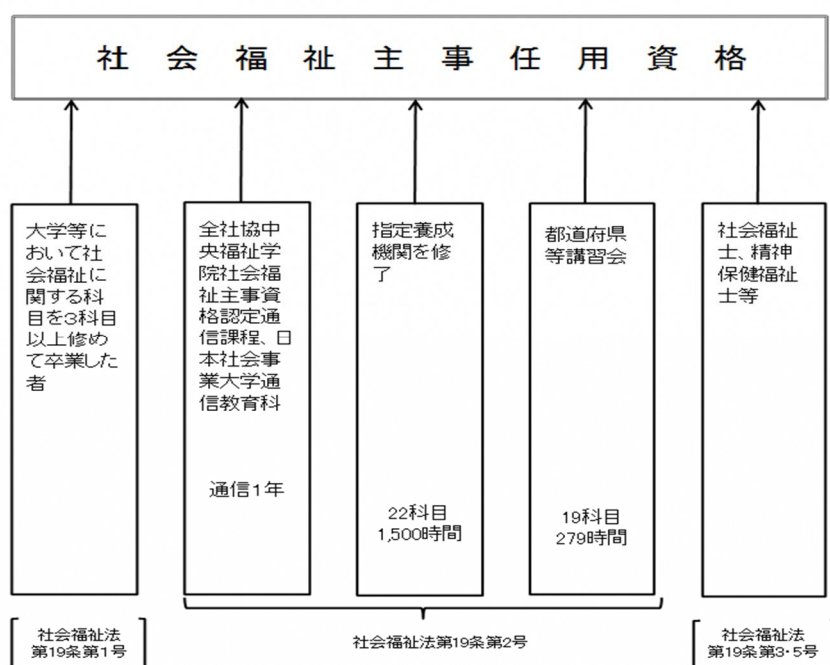 社会福祉主事任用資格
大学等に
おいて社
会福祉に
関する科
目を3科目
以上修め
て卒業した
者
全社協中
央福祉学
院社会福
祉主事資
格認定通
信課程、日
本社会事
業大学通
信教育科
通信1年
指定養成
機関を修
了
22科目
1,500時間
都道府県
等講習会
19科目
279時間
社会福祉
士、精神
保健福祉
士等
社会福祉法
第19条第1号
社会福祉法第19条第2号
社会福祉法
第19条第3・5号